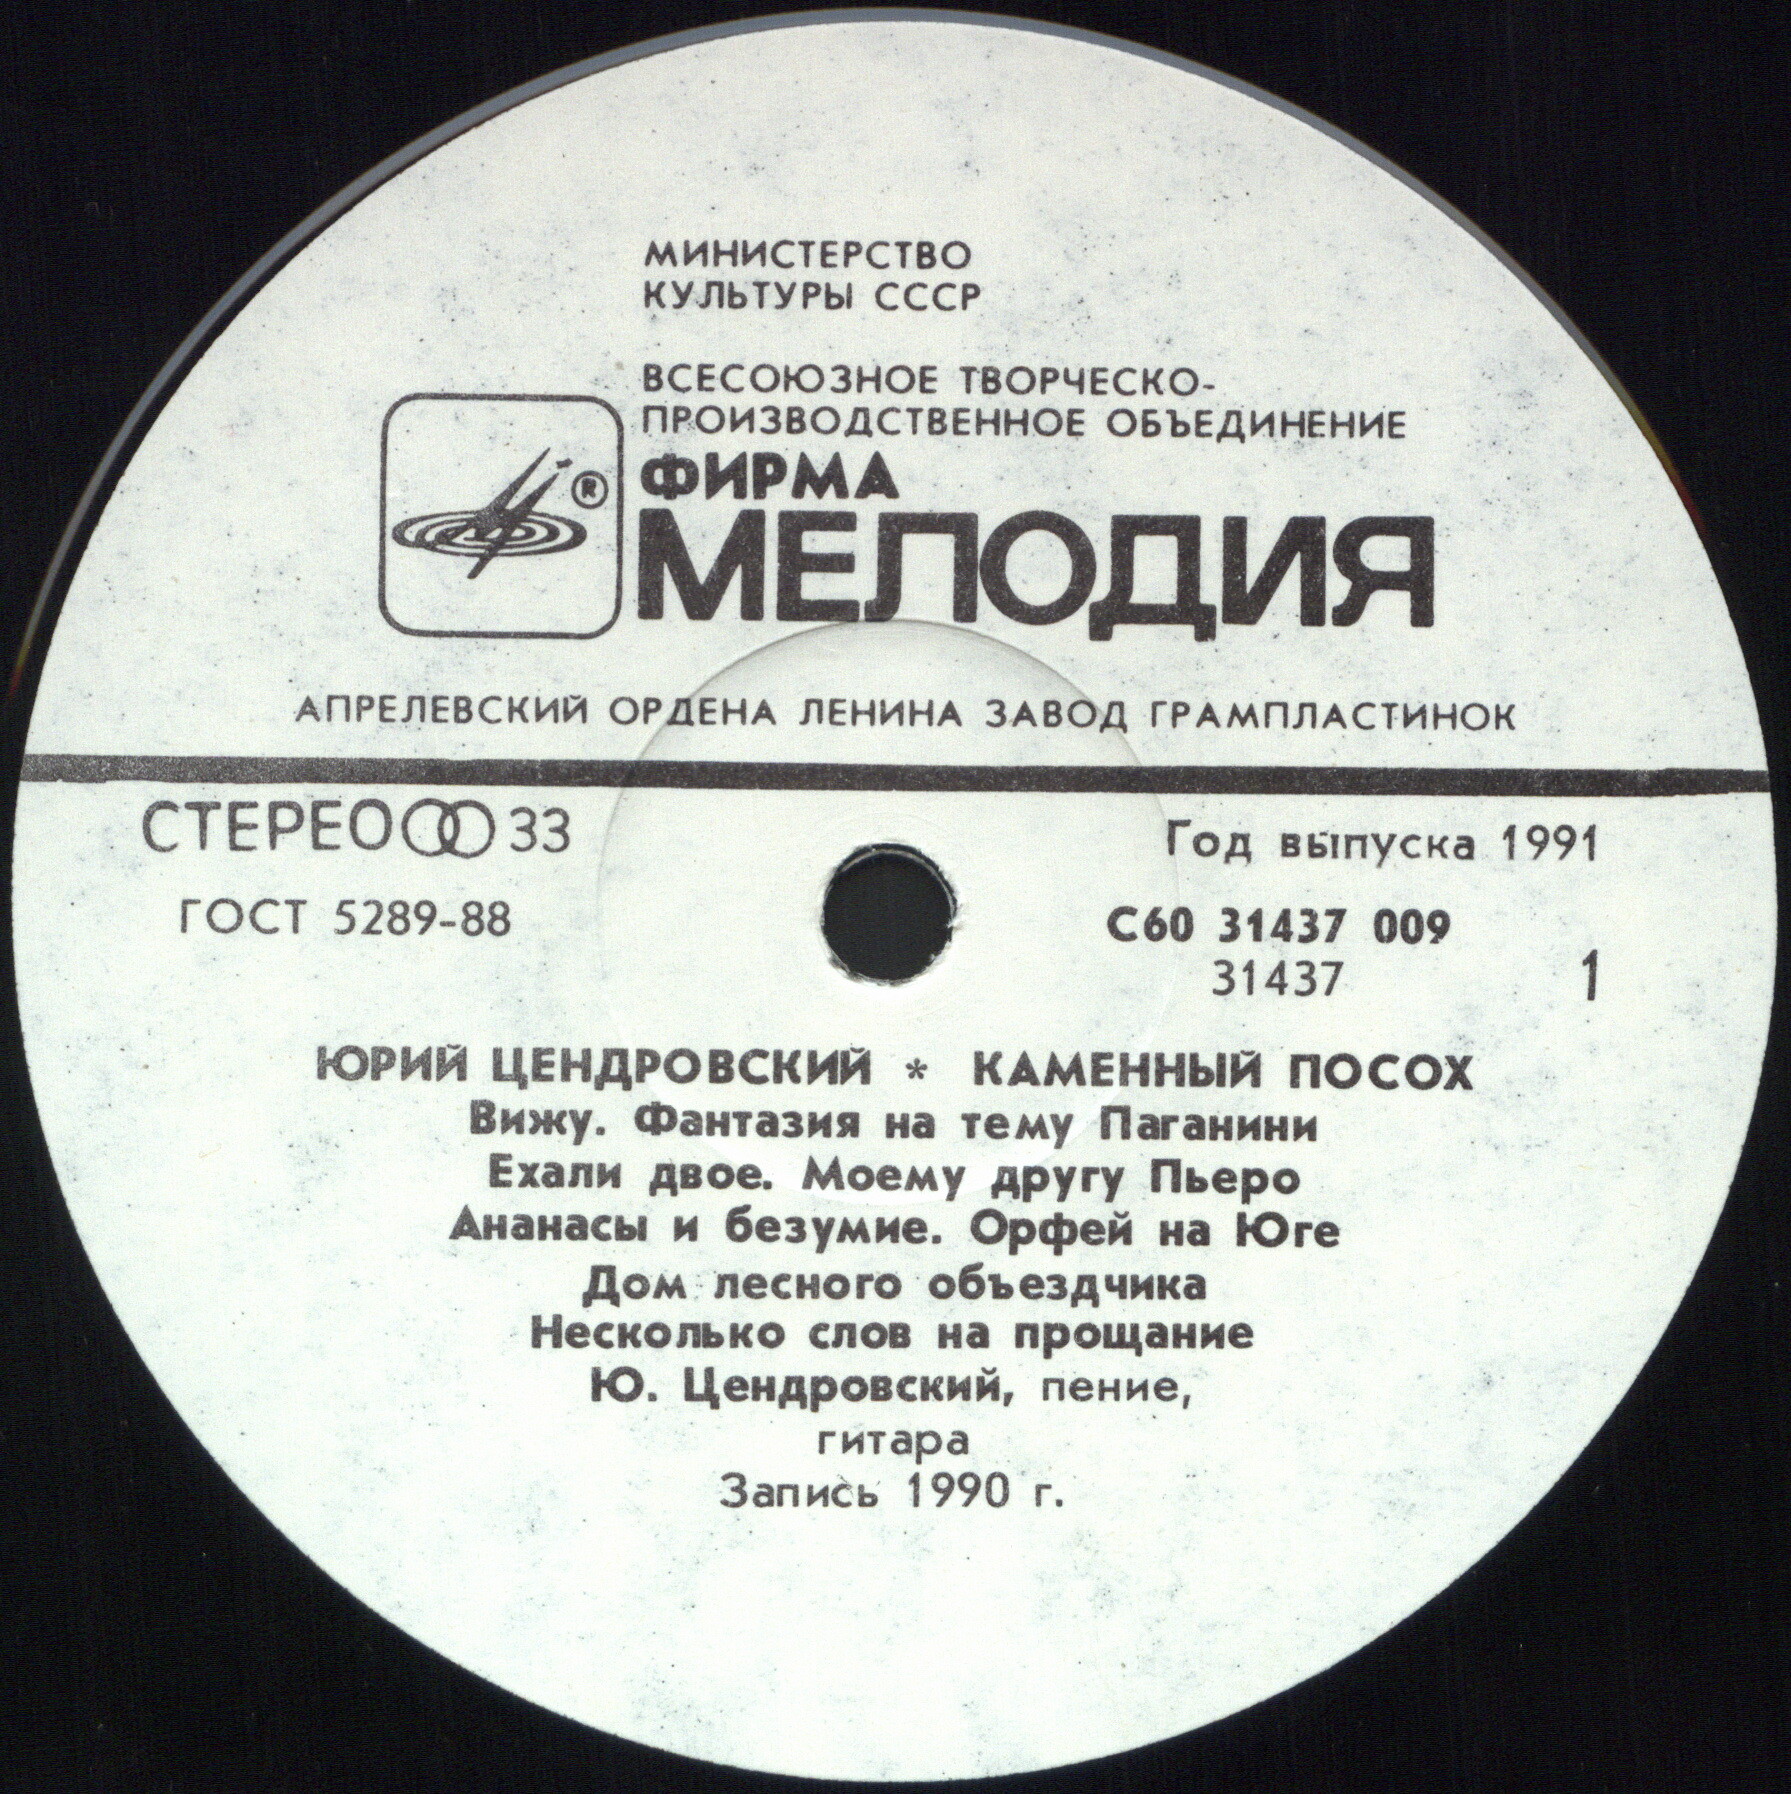 МИНИСТЕРСТВО
КУЛЬТУРЫ СССР
ВСЕСОЮЗНОЕ ТВОРЧЕСКО-
ПРОИЗВОДСТВЕННОЕ ОБЪЕДИНЕНИЕ
ФИРМА
®
МЕЛОДИЯ
АПРЕЛЕВСКИЙ ОРДЕНА ЛЕНИНА ЗАВОД ГРАМПЛАСТИНОК
СТЕРЕО 33
Год выпуска 1991
ГОСТ 5289-88
С60 31437 009
31437
1
ЮРИЙ ЦЕНДРОВСКИЙ * КАМЕННЫЙ ПОСОХ
Вижу. Фантазия на тему Паганини
Ехали двое. Моему другу Пьеро
Ананасы и безумие. Орфей на Юге
Дом лесного объездчика
Несколько слов на прощание
Ю. Цендровский, пение,
гитара
Запись 1990 г.